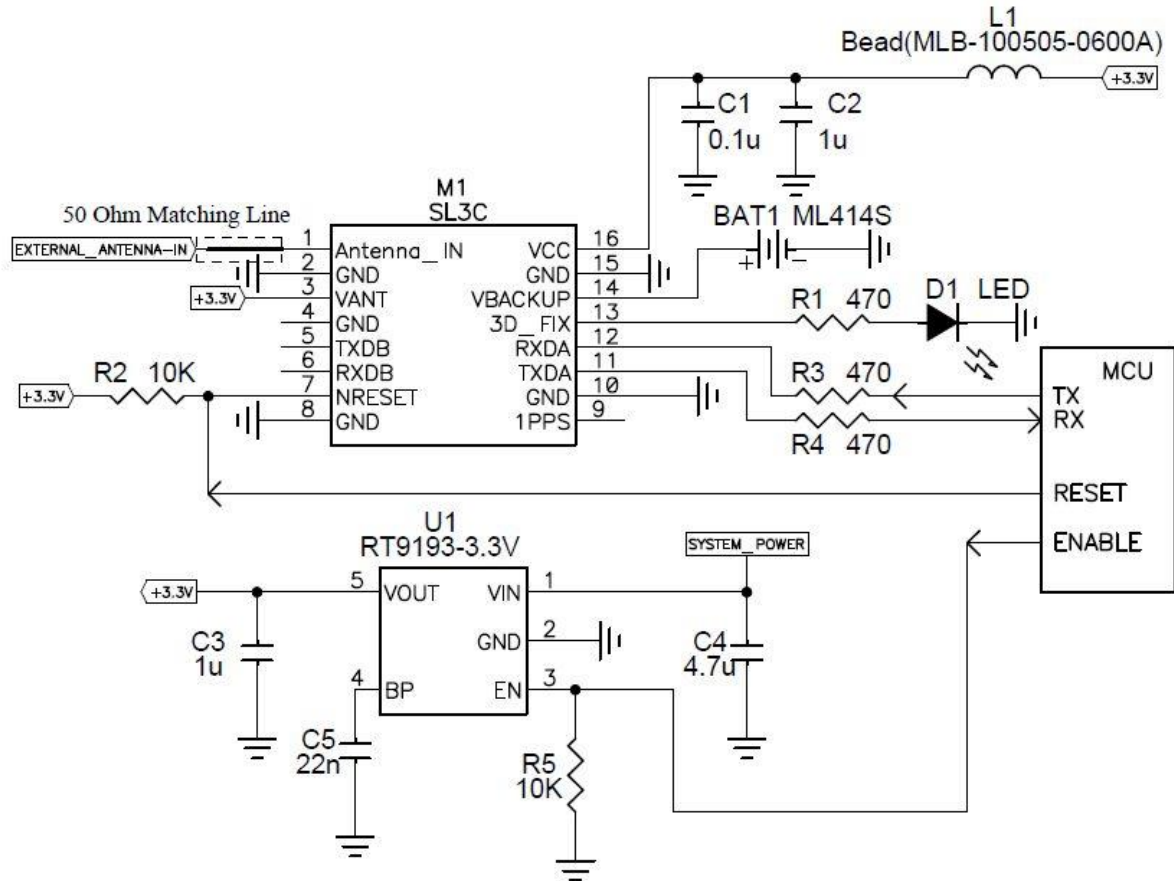 L1
Bead(MLB-100505-0600A)
+3.3V
C1
0.1u
C2
1u
M1
SL3C
50 Ohm Matching Line
EXTERNAL_ANTENNA-IN
BAT1 ML414S
+ -
1 Antenna_IN
2 GND
3 VANT
4 GND
5 TXDB
6 RXDB
7 NRESET
8 GND
VCC 16
GND 15
VBACKUP 14
3D_FIX 13
RXDA 12
TXDA 11
GND 10
1PPS 9
+3.3V
R1 470
D1 LED
R2 10K
+3.3V
R3 470
R4 470
MCU
TX
RX
RESET
ENABLE
U1
RT9193-3.3V
SYSTEM_POWER
+3.3V
5 VOUT
VIN 1
GND 2
4 BP
EN 3
C3
1u
C4
4.7u
C5
22n
R5
10K